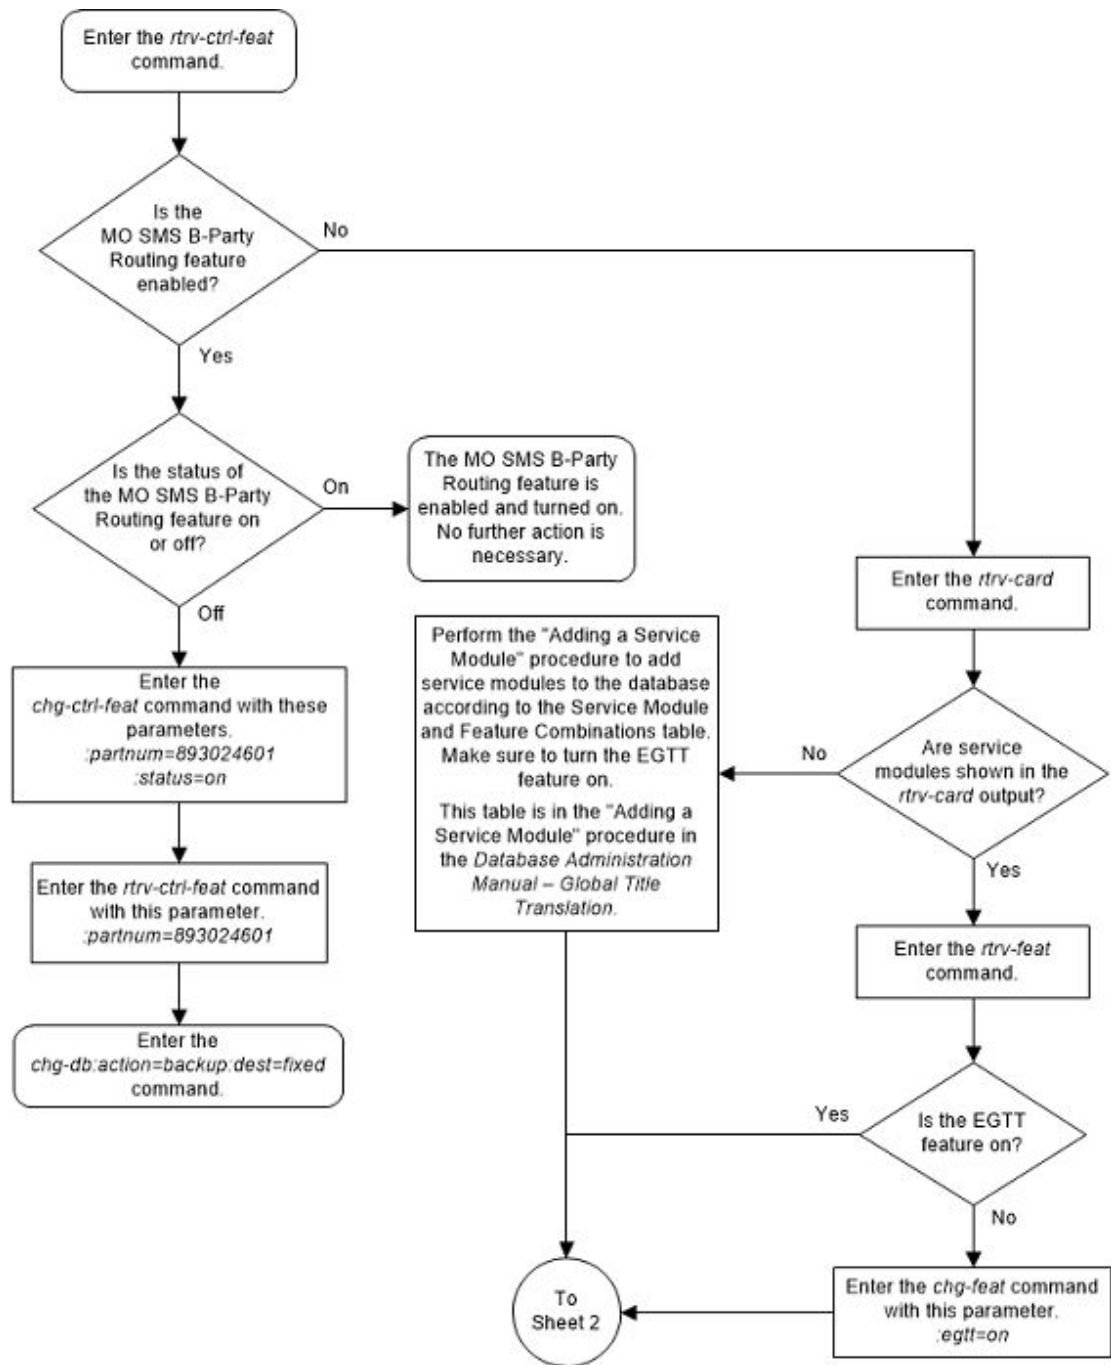 Enter the rtrv-ctrl-feat
command.
Is the
MO SMS B-Party
Routing feature
enabled?
No
Yes
Is the status of
the MO SMS B-Party
Routing feature on
or off?
On
The MO SMS B-Party
Routing feature is
enabled and turned on.
No further action is
necessary.
Off
Enter the
chg-ctrl-feat command with these
parameters.
:partnum=893024601
:status=on
Enter the rtrv-ctrl-feat command
with this parameter.
:partnum=893024601
Enter the
chg-db:action=backup:dest=fixed
command.
Enter the rtrv-card
command.
Are service
modules shown in the
rtrv-card output?
No
Perform the "Adding a Service
Module" procedure to add
service modules to the database
according to the Service Module
and Feature Combinations table.
Make sure to turn the EGTT
feature on.
This table is in the "Adding a
Service Module" procedure in
the Database Administration
Manual – Global Title
Translation.
Yes
Enter the rtrv-feat
command.
Is the EGTT
feature on?
Yes
No
Enter the chg-feat command
with this parameter.
:egtt=on
To
Sheet 2